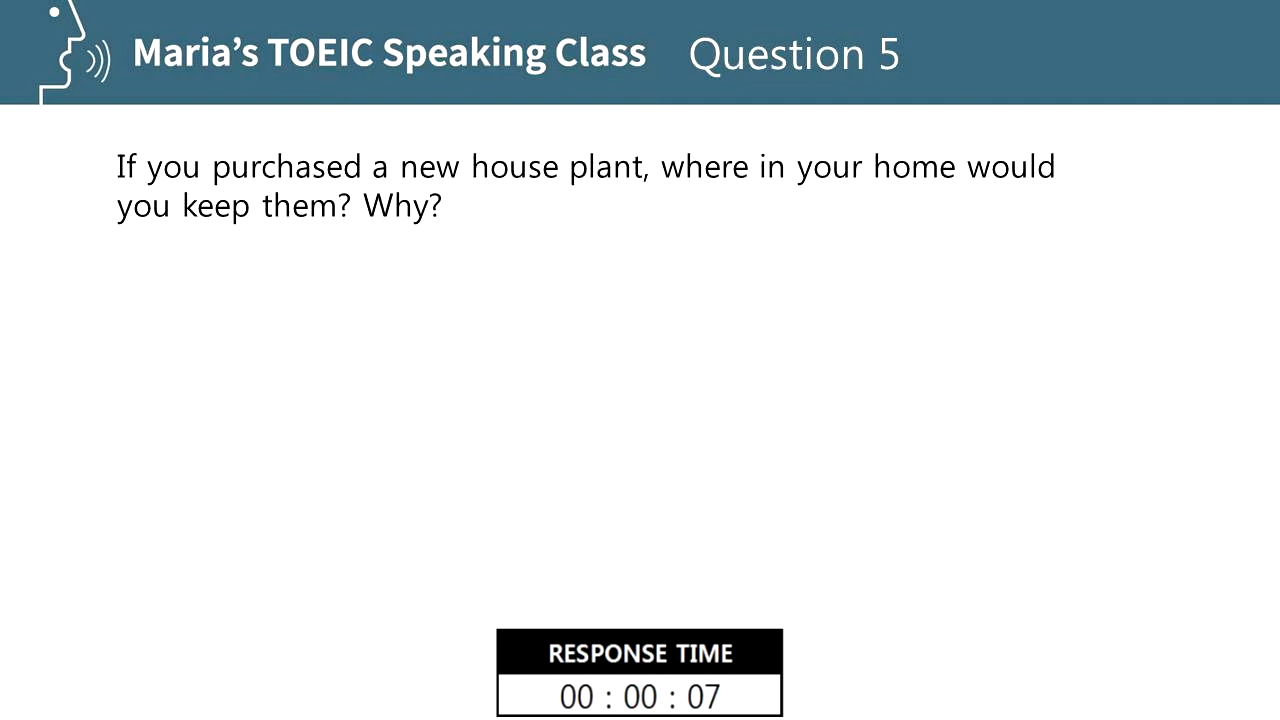 Maria's TOEIC Speaking Class Question 5
If you purchased a new house plant, where in your home would
you keep them? Why?
RESPONSE TIME
00 : 00 : 07